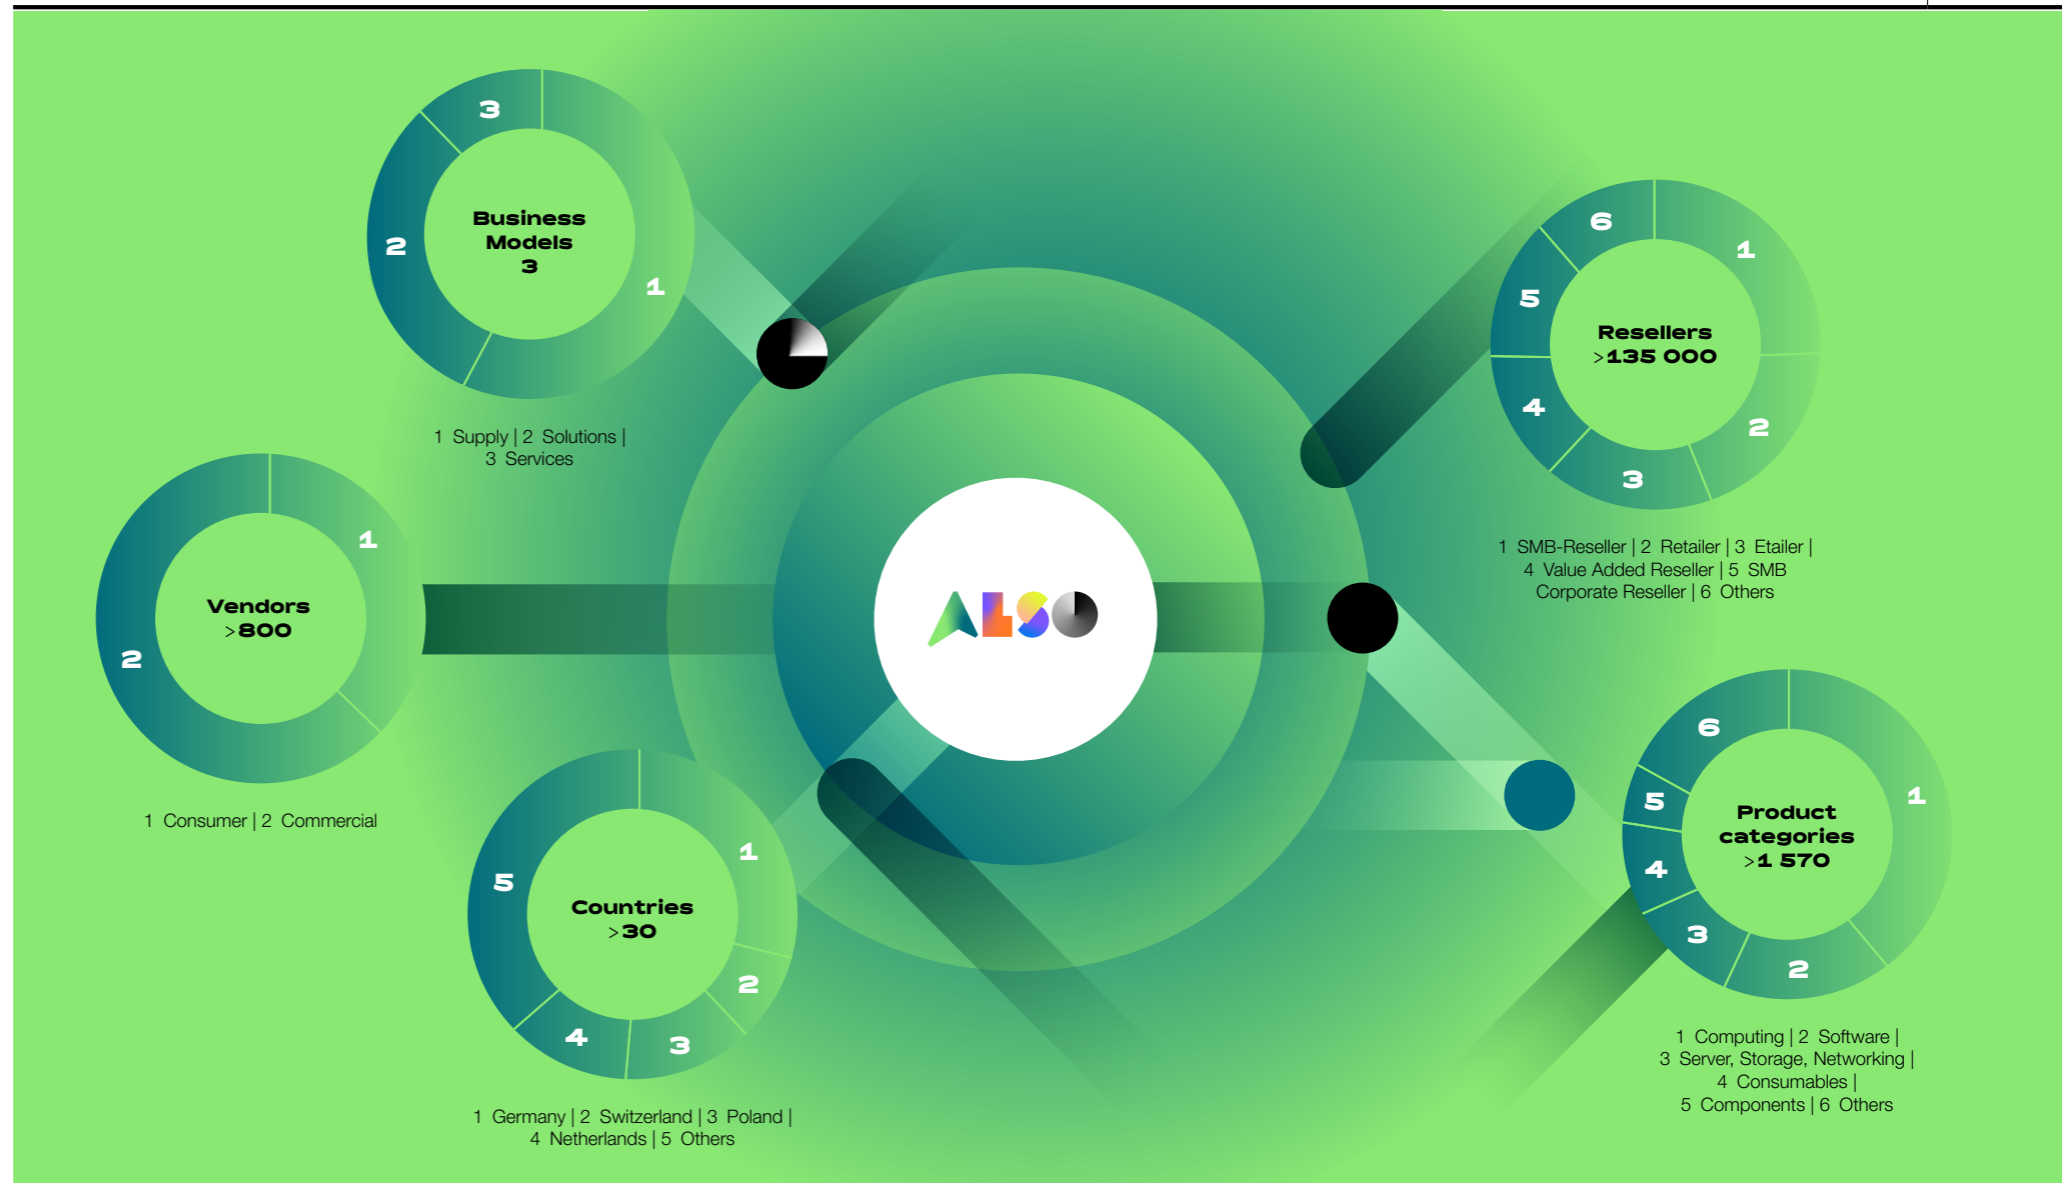 3
2
1
Business
Models
3
1 Supply | 2 Solutions |
3 Services
1
2
Vendors
>800
1 Consumer | 2 Commercial
1
2
3
4
5
Countries
>30
1 Germany | 2 Switzerland | 3 Poland |
4 Netherlands | 5 Others
ALSO
6
1
5
4
2
3
Resellers
>135 000
1 SMB-Reseller | 2 Retailer | 3 Etailer |
4 Value Added Reseller | 5 SMB
Corporate Reseller | 6 Others
6
1
5
4
3
2
Product
categories
>1 570
1 Computing | 2 Software |
3 Server, Storage, Networking |
4 Consumables |
5 Components | 6 Others